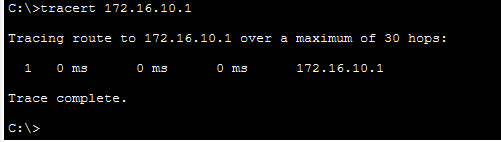 C:\>tracert 172.16.10.1
Tracing route to 172.16.10.1 over a maximum of 30 hops:
1 0 ms 0 ms 0 ms 172.16.10.1
Trace complete.
C:\>